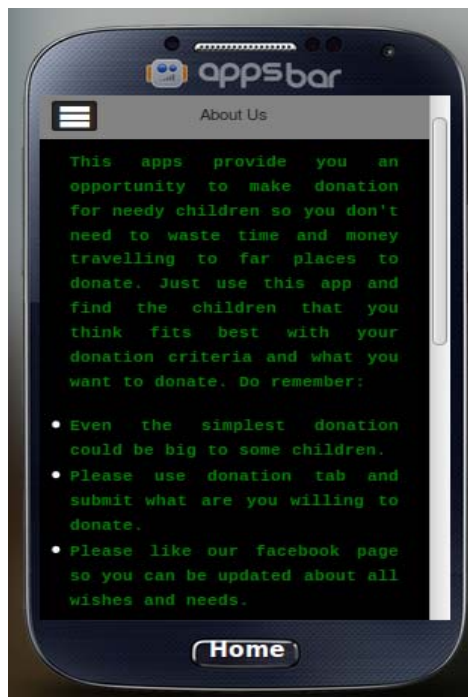 appsbar
About Us
This apps provide you an
opportunity to make donation
for needy children so you don't
need to waste time and money
travelling to far places to
donate. Just use this app and
find the children that you
think fits best with your
donation criteria and what you
want to donate. Do remember:
Even the simplest donation
could be big to some children.
Please use donation tab and
submit what are you willing to
donate.
Please like our facebook page
so you can be updated about all
wishes and needs.
Home